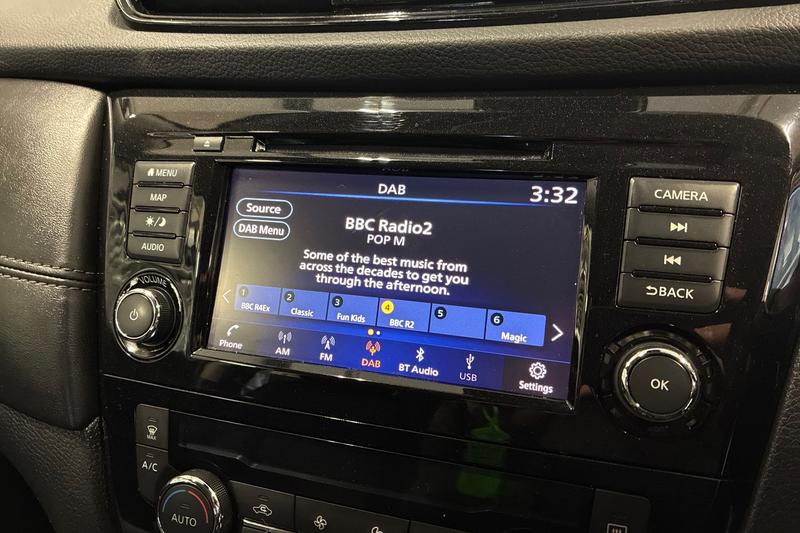 MENU
MAP
AUDIO
VOLUME
DAB
3:32
Source
DAB Menu
BBC Radio2
POP M
Some of the best music from
across the decades to get you
through the afternoon.
1 BBC R4Ex
2 Classic
3 Fun Kids
4 BBC R2
5
6 Magic
Phone
AM
FM
DAB
BT Audio
USB
Settings
CAMERA
BACK
OK
MAX
A/C
AUTO